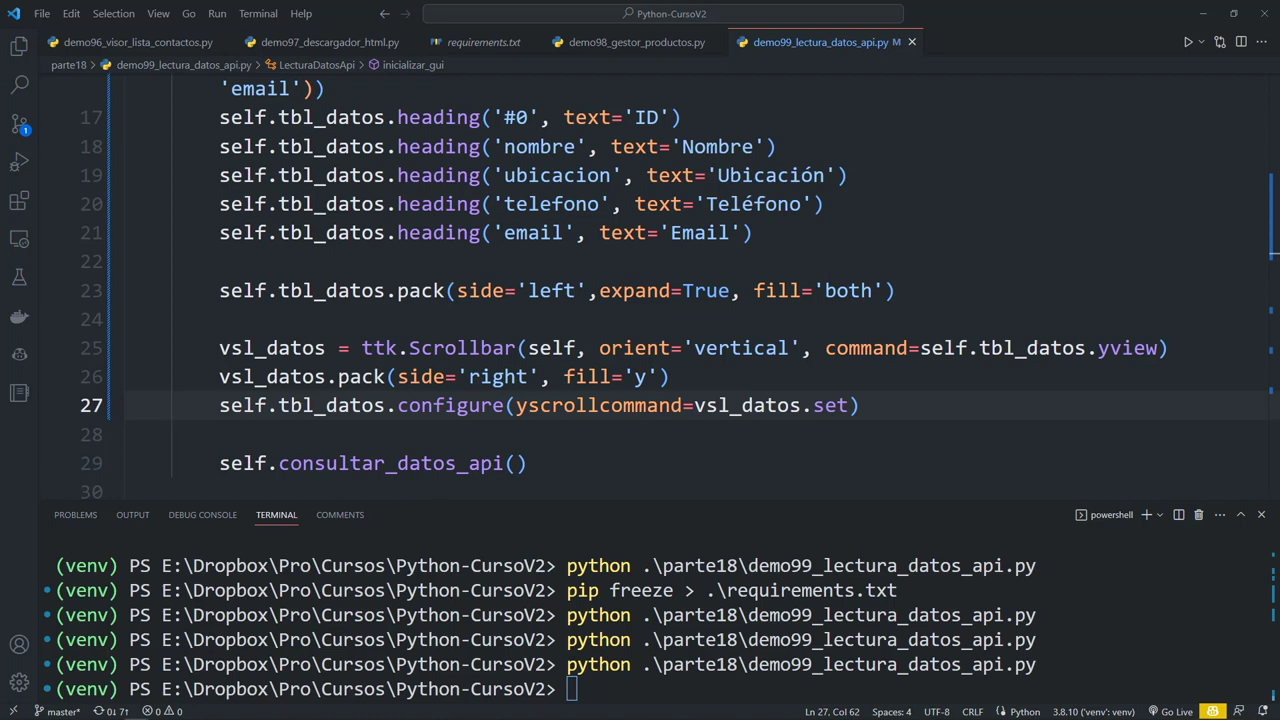 File Edit Selection View Go Run Terminal Help
Python-CursoV2
demo96_visor_lista_contactos.py demo97_descargador_html.py requirements.txt demo98_gestor_productos.py demo99_lectura_datos_api.py M
parte18 > demo99_lectura_datos_api.py > LecturaDatosApi > inicializar_gui
'email'))
17 self.tbl_datos.heading('#0', text='ID')
18 self.tbl_datos.heading('nombre', text='Nombre')
19 self.tbl_datos.heading('ubicacion', text='Ubicación')
20 self.tbl_datos.heading('telefono', text='Teléfono')
21 self.tbl_datos.heading('email', text='Email')
22
23 self.tbl_datos.pack(side='left',expand=True, fill='both')
24
25 vsl_datos = ttk.Scrollbar(self, orient='vertical', command=self.tbl_datos.yview)
26 vsl_datos.pack(side='right', fill='y')
27 self.tbl_datos.configure(yscrollcommand=vsl_datos.set)
28
29 self.consultar_datos_api()
30
PROBLEMS OUTPUT DEBUG CONSOLE TERMINAL COMMENTS powershell
(venv) PS E:\Dropbox\Pro\Cursos\Python-CursoV2> python .\parte18\demo99_lectura_datos_api.py
(venv) PS E:\Dropbox\Pro\Cursos\Python-CursoV2> pip freeze > .\requirements.txt
(venv) PS E:\Dropbox\Pro\Cursos\Python-CursoV2> python .\parte18\demo99_lectura_datos_api.py
(venv) PS E:\Dropbox\Pro\Cursos\Python-CursoV2> python .\parte18\demo99_lectura_datos_api.py
(venv) PS E:\Dropbox\Pro\Cursos\Python-CursoV2> python .\parte18\demo99_lectura_datos_api.py
(venv) PS E:\Dropbox\Pro\Cursos\Python-CursoV2>
master* 0↓ 7↑ 0 0 Ln 27, Col 62 Spaces: 4 UTF-8 CRLF Python 3.8.10 ('venv': venv) Go Live